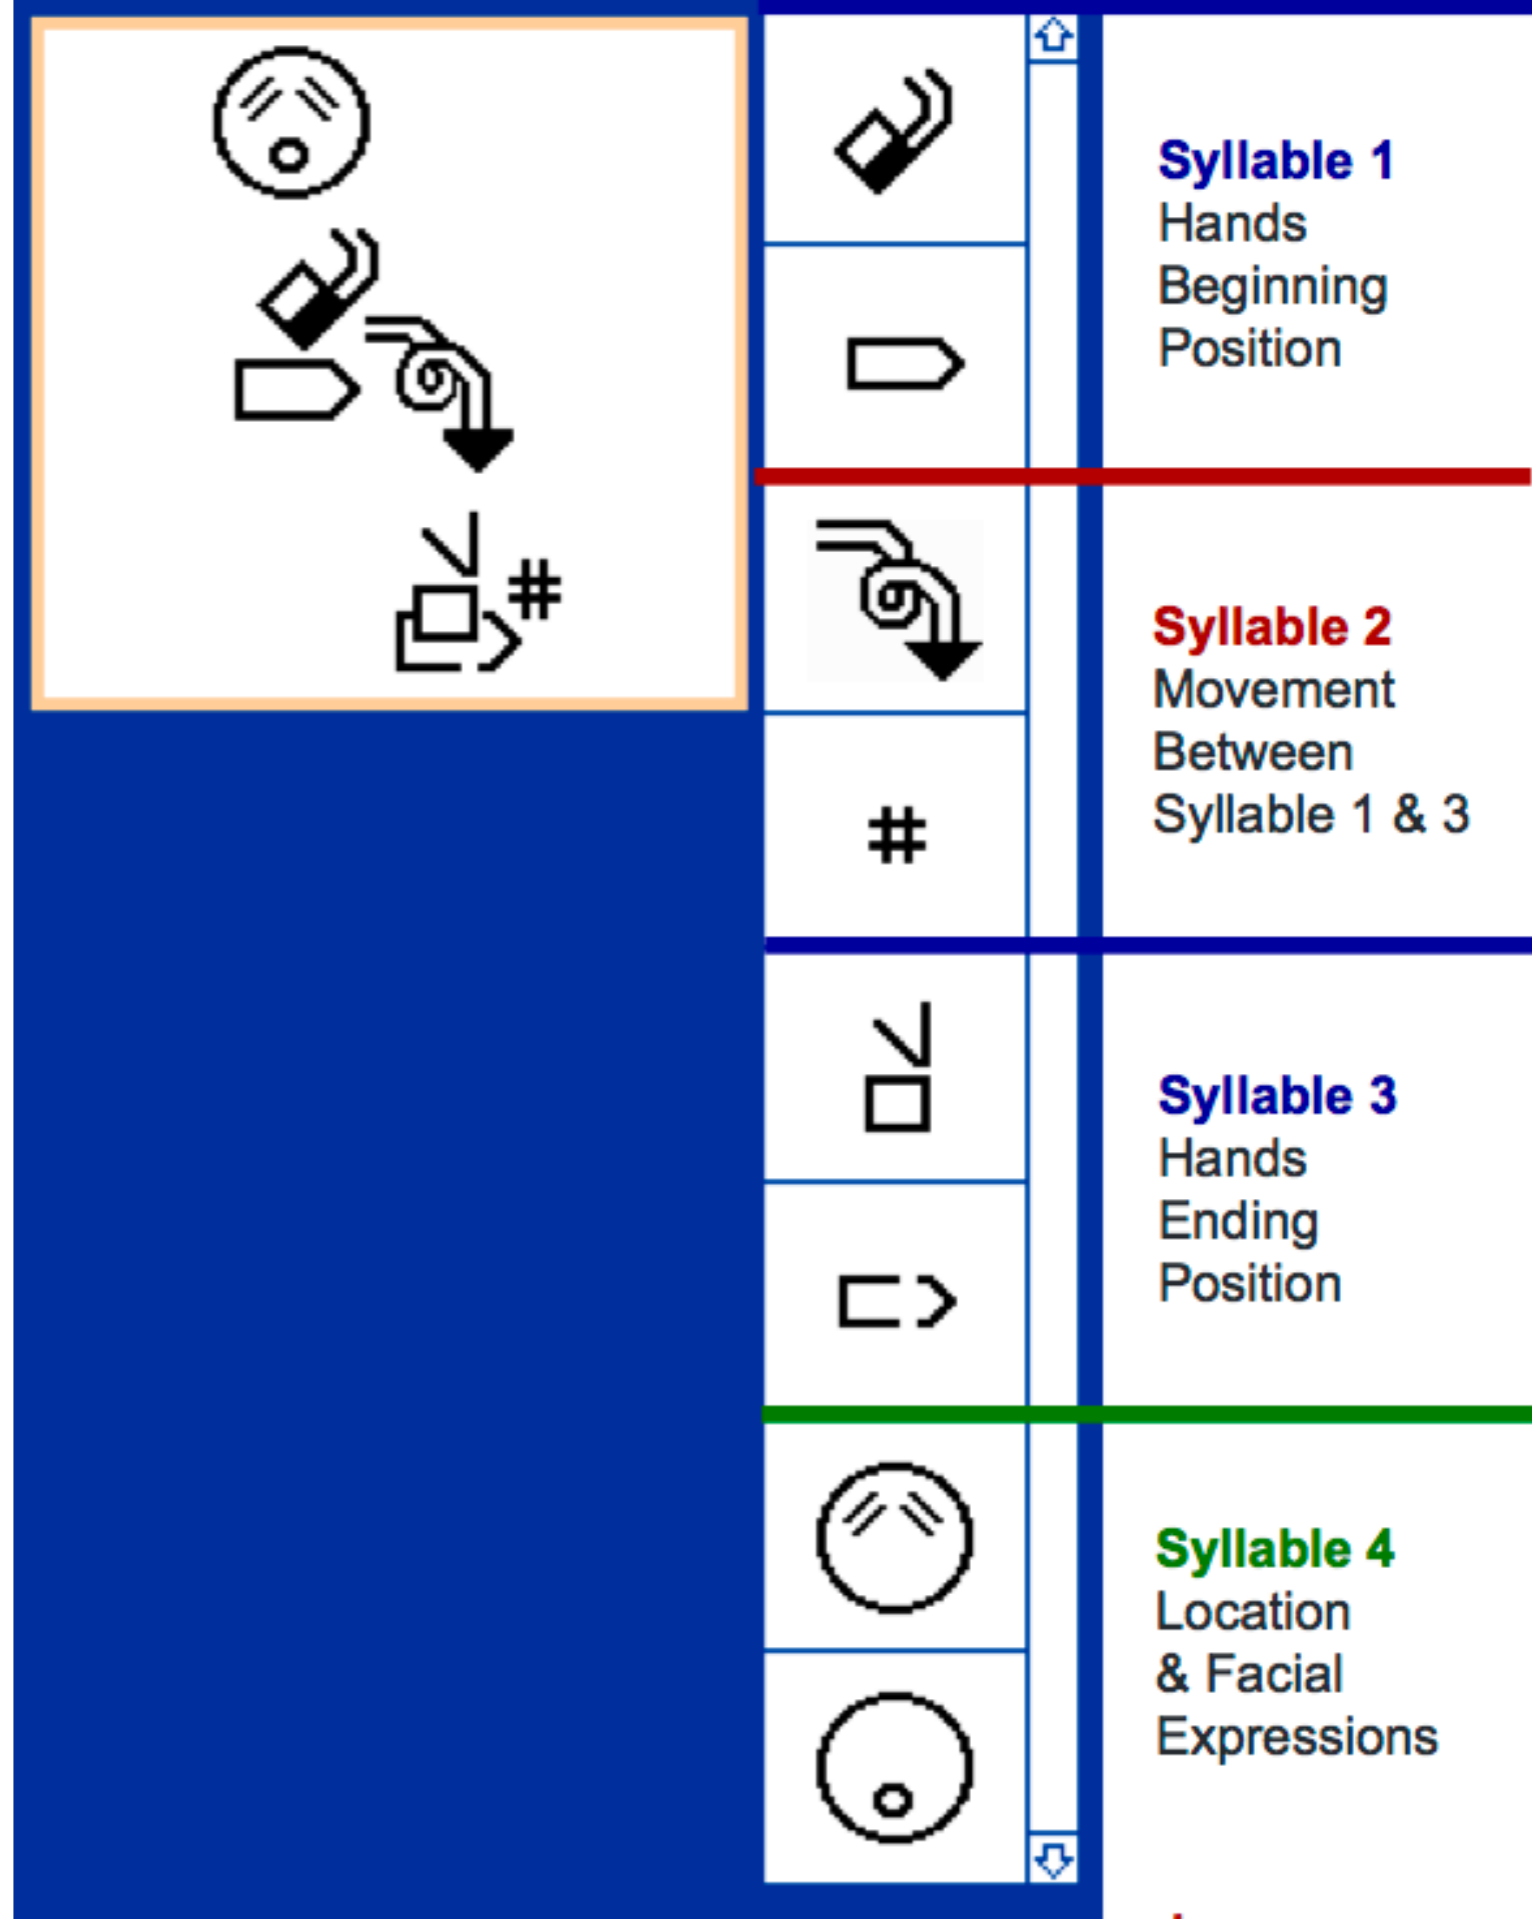 Syllable 1
Hands
Beginning
Position
#
Syllable 2
Movement
Between
Syllable 1 & 3
#
Syllable 3
Hands
Ending
Position
Syllable 4
Location
& Facial
Expressions